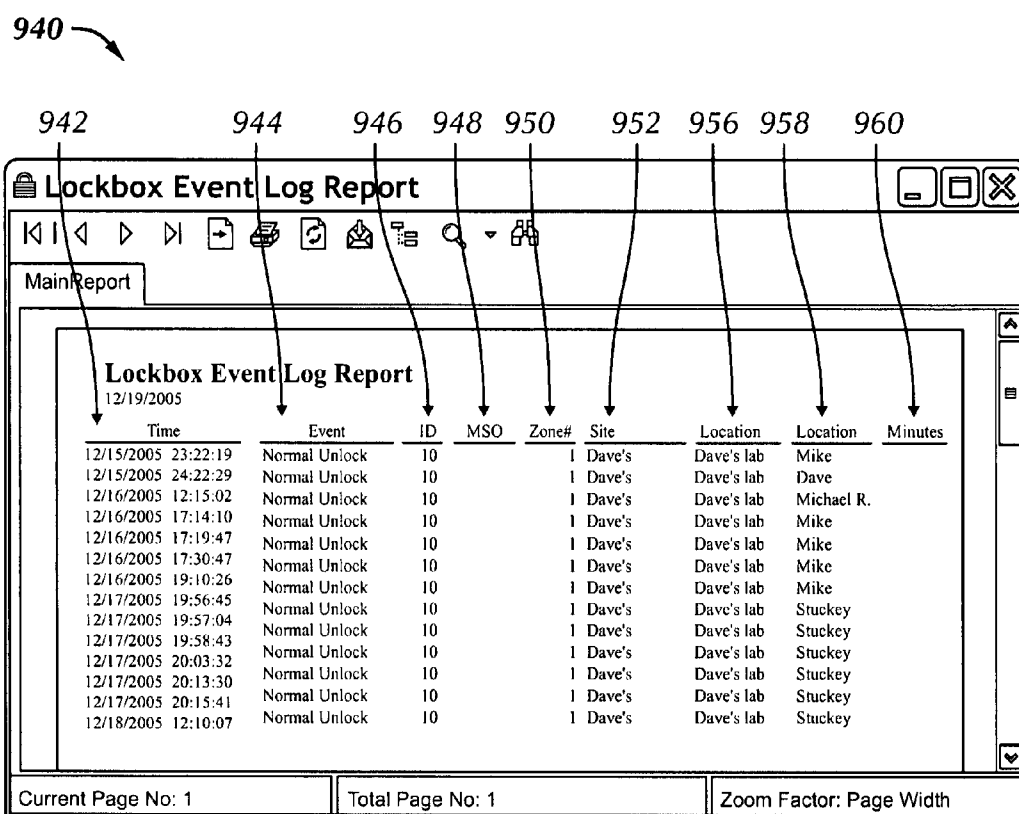 940
942 944 946 948 950 952 956 958 960
Lockbox Event Log Report
MainReport
Lockbox Event Log Report
12/19/2005
Time Event ID MSO Zone# Site Location Location Minutes
12/15/2005 23:22:19 Normal Unlock 10 1 Dave's Dave's lab Mike
12/15/2005 24:22:29 Normal Unlock 10 1 Dave's Dave's lab Dave
12/16/2005 12:15:02 Normal Unlock 10 1 Dave's Dave's lab Michael R.
12/16/2005 17:14:10 Normal Unlock 10 1 Dave's Dave's lab Mike
12/16/2005 17:19:47 Normal Unlock 10 1 Dave's Dave's lab Mike
12/16/2005 17:30:47 Normal Unlock 10 1 Dave's Dave's lab Mike
12/16/2005 19:10:26 Normal Unlock 10 1 Dave's Dave's lab Mike
12/17/2005 19:56:45 Normal Unlock 10 1 Dave's Dave's lab Stuckey
12/17/2005 19:57:04 Normal Unlock 10 1 Dave's Dave's lab Stuckey
12/17/2005 19:58:43 Normal Unlock 10 1 Dave's Dave's lab Stuckey
12/17/2005 20:03:32 Normal Unlock 10 1 Dave's Dave's lab Stuckey
12/17/2005 20:13:30 Normal Unlock 10 1 Dave's Dave's lab Stuckey
12/17/2005 20:15:41 Normal Unlock 10 1 Dave's Dave's lab Stuckey
12/18/2005 12:10:07 Normal Unlock 10 1 Dave's Dave's lab Stuckey
Current Page No: 1 Total Page No: 1 Zoom Factor: Page Width